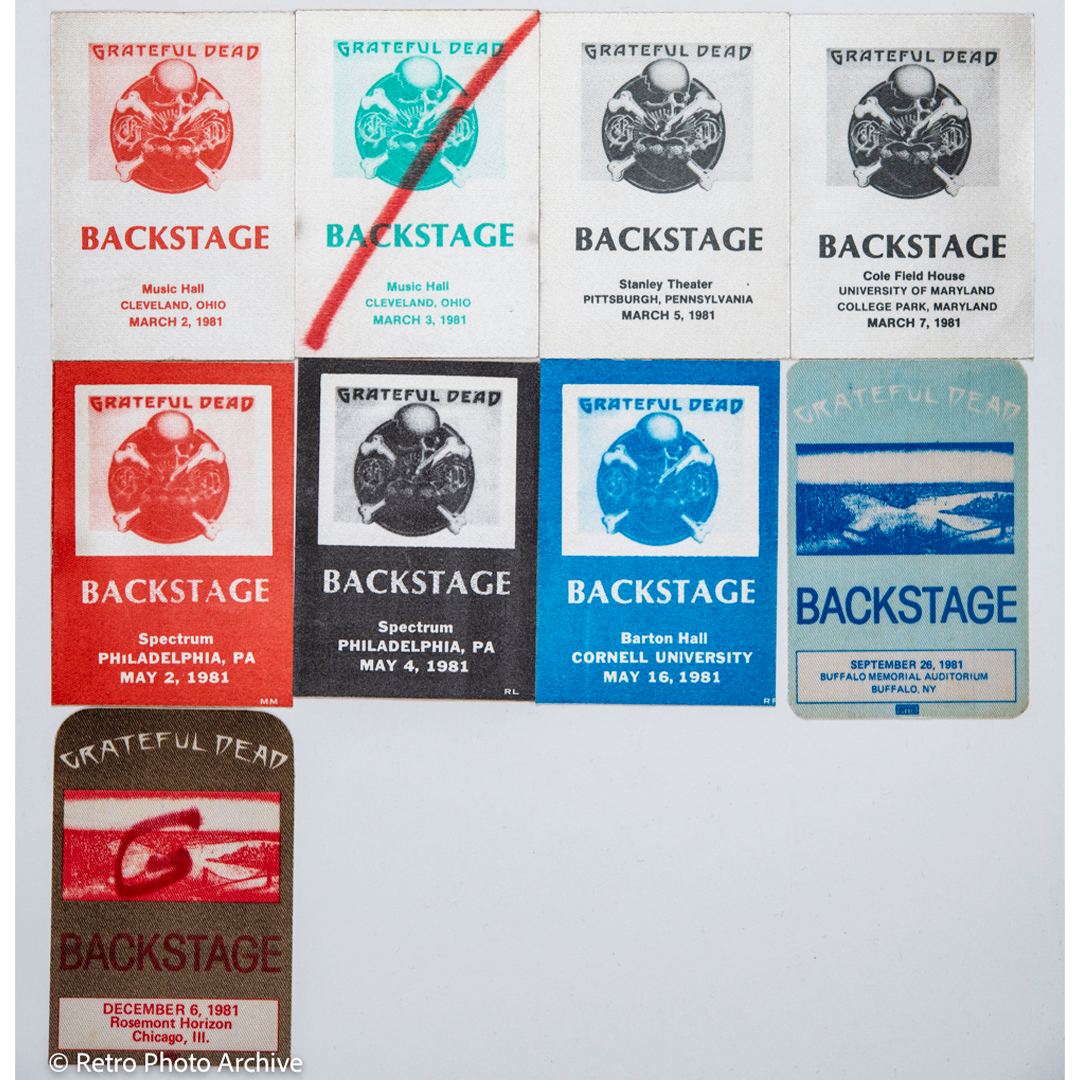 GRATEFUL DEAD
BACKSTAGE
Music Hall
CLEVELAND, OHIO
MARCH 2, 1981
GRATEFUL DEAD
BACKSTAGE
Music Hall
CLEVELAND, OHIO
MARCH 3, 1981
GRATEFUL DEAD
BACKSTAGE
Stanley Theater
PITTSBURGH, PENNSYLVANIA
MARCH 5, 1981
GRATEFUL DEAD
BACKSTAGE
Cole Field House
UNIVERSITY OF MARYLAND
COLLEGE PARK, MARYLAND
MARCH 7, 1981
GRATEFUL DEAD
BACKSTAGE
Spectrum
PHILADELPHIA, PA
MAY 2, 1981
MM
GRATEFUL DEAD
BACKSTAGE
Spectrum
PHILADELPHIA, PA
MAY 4, 1981
RL
GRATEFUL DEAD
BACKSTAGE
Barton Hall
CORNELL UNIVERSITY
MAY 16, 1981
GRATEFUL DEAD
BACKSTAGE
SEPTEMBER 26, 1981
BUFFALO MEMORIAL AUDITORIUM
BUFFALO, NY
GRATEFUL DEAD
G
BACKSTAGE
DECEMBER 6, 1981
Rosemont Horizon
Chicago, Ill.
© Retro Photo Archive